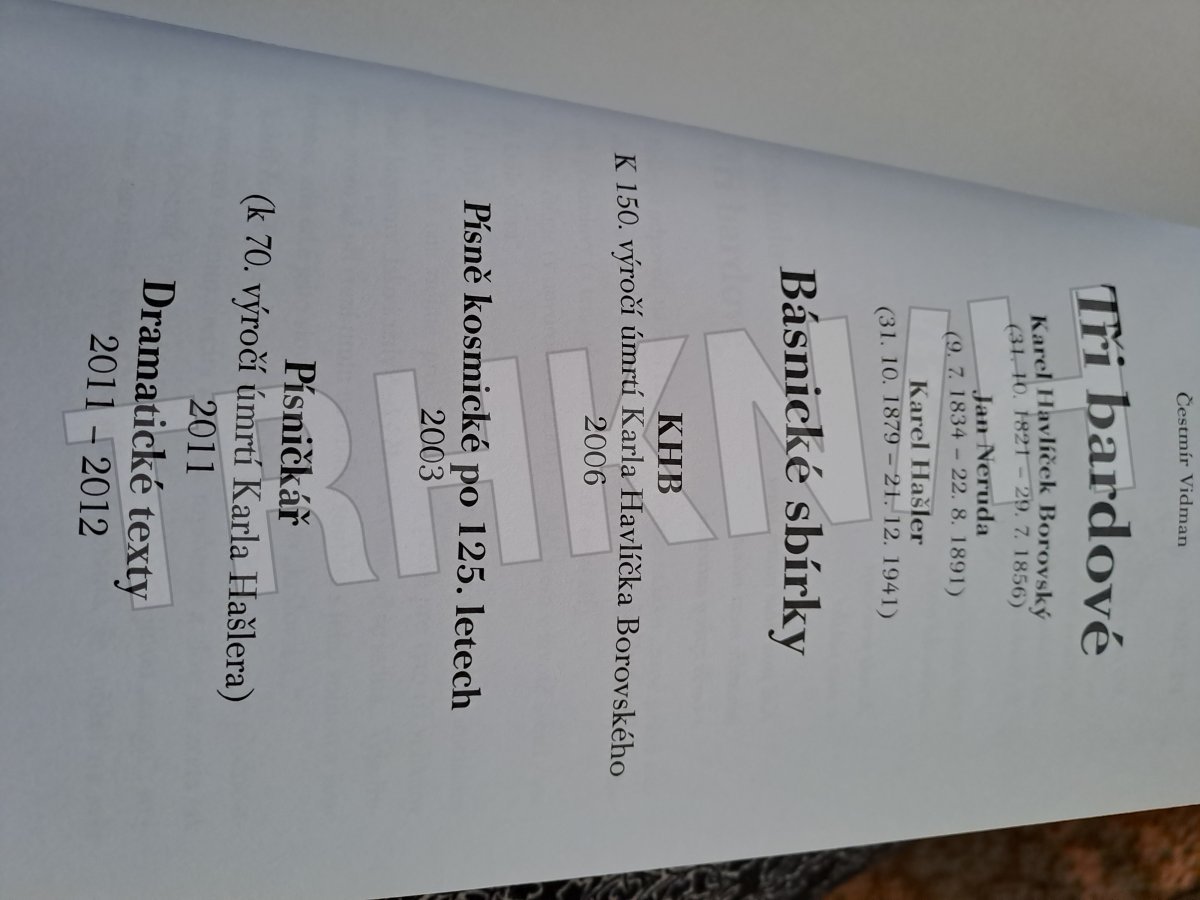 Čestmír Vidman
Tři bardové
Karel Havlíček Borovský
(31. 10. 1821 – 29. 7. 1856)
Jan Neruda
(9. 7. 1834 – 22. 8. 1891)
Karel Hašler
(31. 10. 1879 – 21. 12. 1941)
Básnické sbírky
KHB
K 150. výročí úmrtí Karla Havlíčka Borovského
2006
Písně kosmické po 125. letech
2003
Písničkář
(k 70. výročí úmrtí Karla Hašlera)
2011
Dramatické texty
2011 – 2012